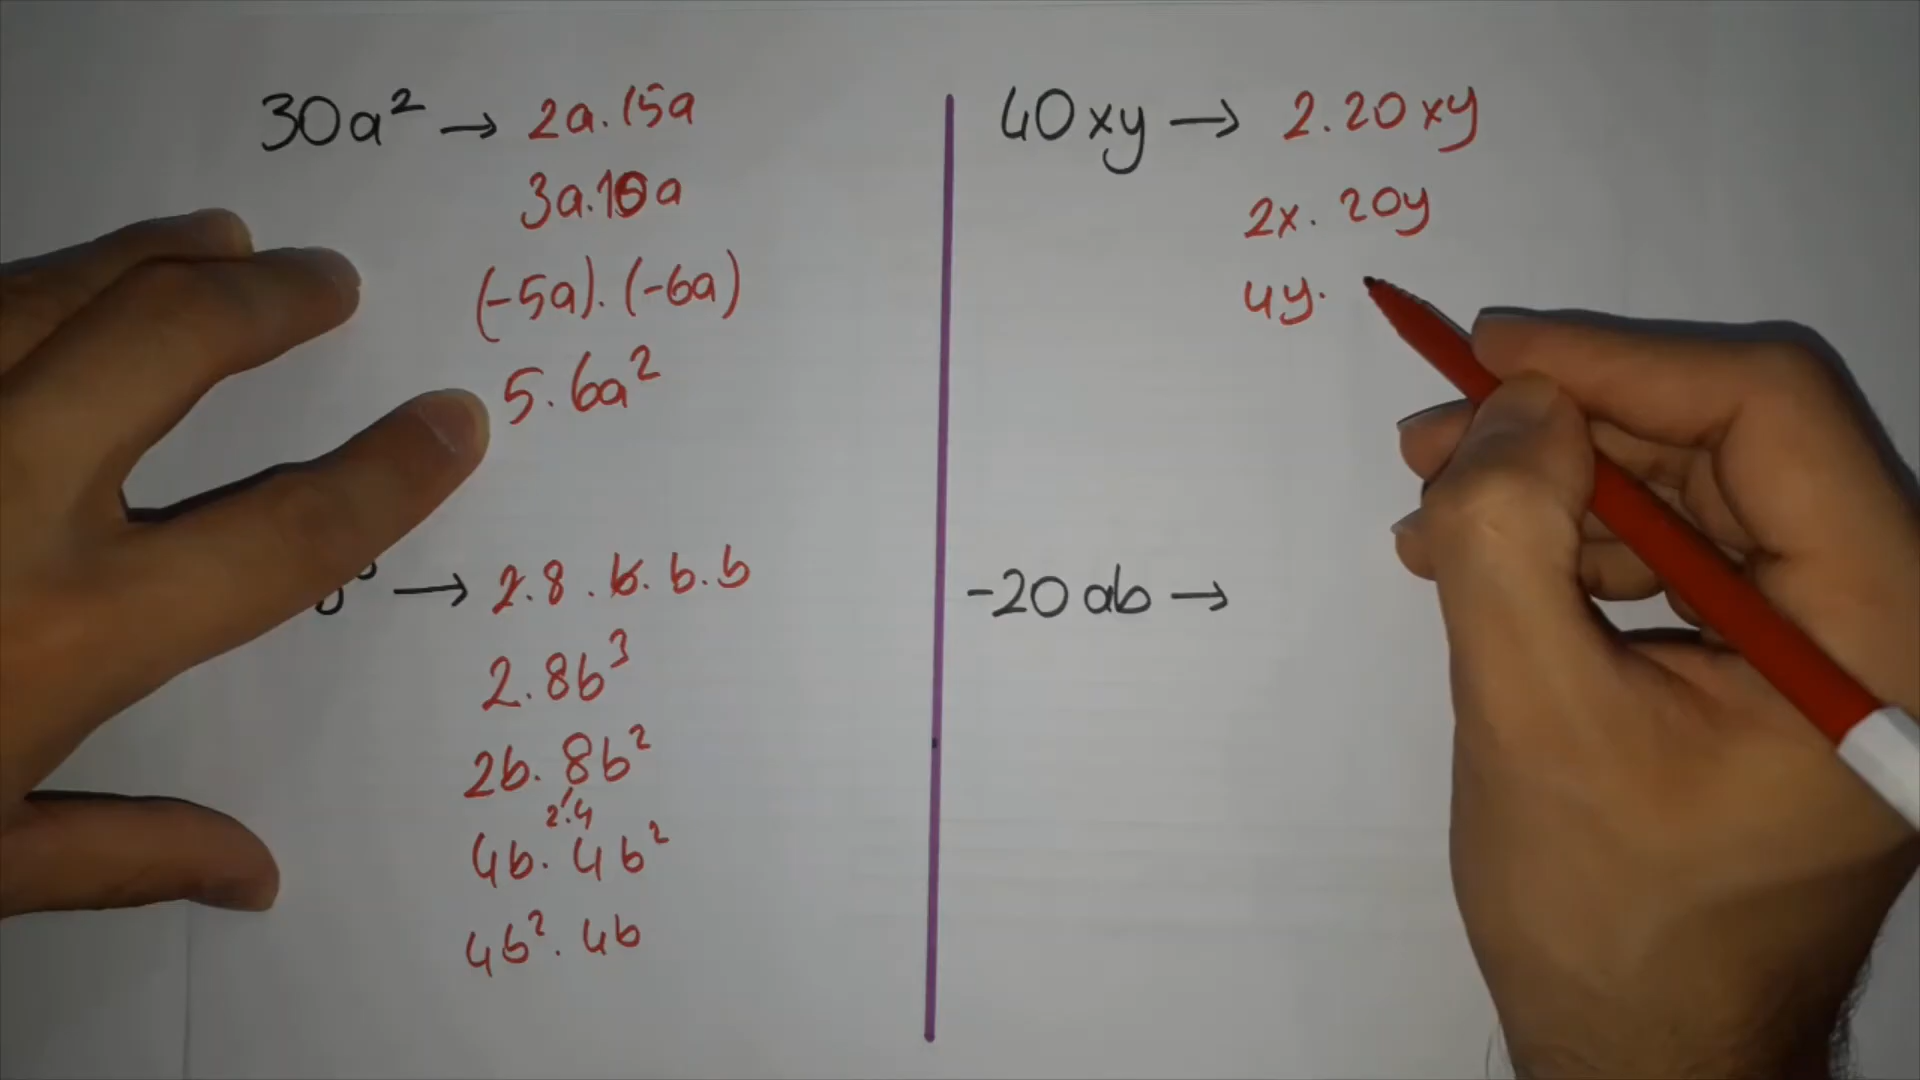 30a² → 2a.15a
3a.10a
(-5a).(-6a)
5.6a²
→ 2.8.b.b.b
2.8b³
2b.8b²
2.4
4b.4b²
4b².4b
40xy → 2.20xy
2x.20y
4y.
-20ab →